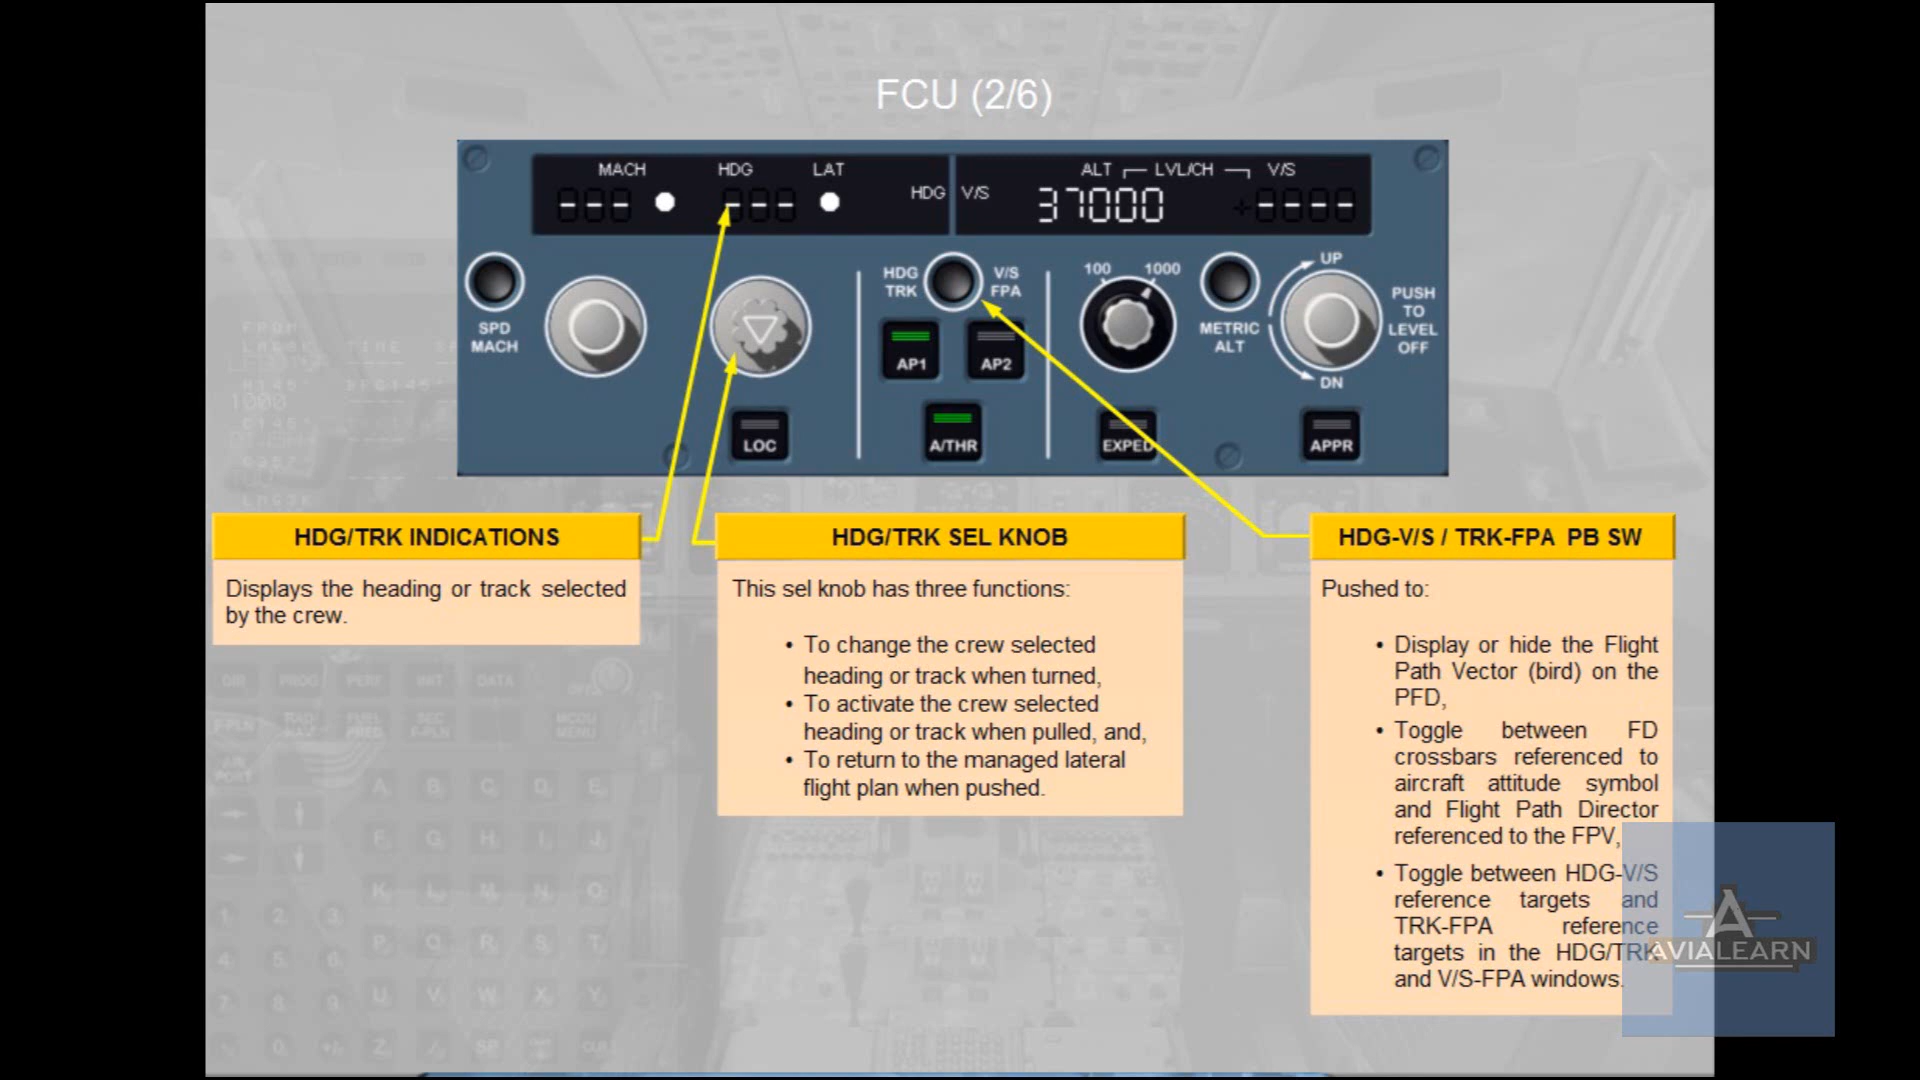 FCU (2/6)
MACH HDG LAT
HDG V/S
ALT LVL/CH V/S
--- --- 37000 ----
SPD
MACH
HDG
TRK
V/S
FPA
AP1 AP2
LOC
A/THR
100 1000
METRIC
ALT
UP
DN
PUSH
TO
LEVEL
OFF
EXPED
APPR
HDG/TRK INDICATIONS
Displays the heading or track selected
by the crew.
HDG/TRK SEL KNOB
This sel knob has three functions:
• To change the crew selected
heading or track when turned,
• To activate the crew selected
heading or track when pulled, and,
• To return to the managed lateral
flight plan when pushed.
HDG-V/S / TRK-FPA PB SW
Pushed to:
• Display or hide the Flight
Path Vector (bird) on the
PFD,
• Toggle between FD
crossbars referenced to
aircraft attitude symbol
and Flight Path Director
referenced to the FPV,
• Toggle between HDG-V/S
reference targets and
TRK-FPA reference
targets in the HDG/TRK
and V/S-FPA windows.
AVIALEARN